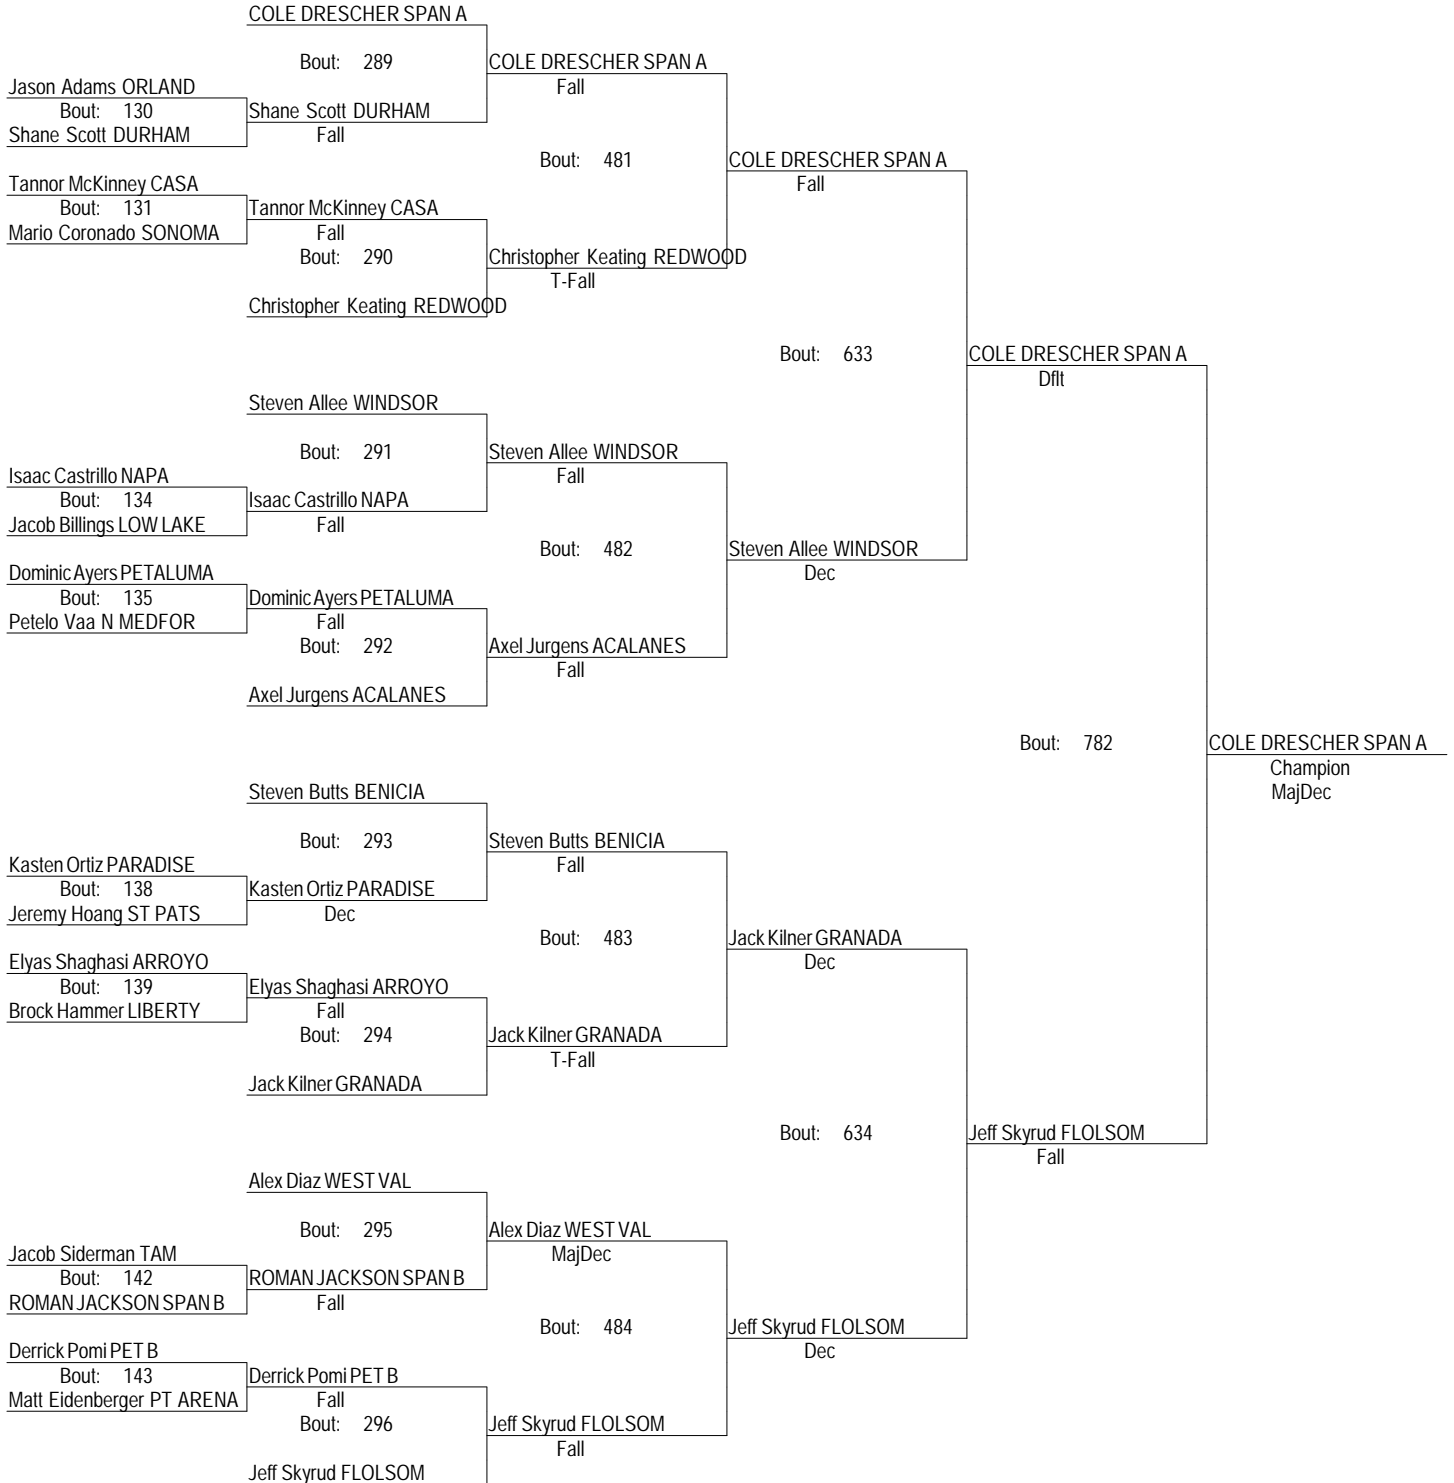 COLE DRESCHER SPAN A
Bout: 289
COLE DRESCHER SPAN A
Fall
Jason Adams ORLAND
Bout: 130
Shane Scott DURHAM
Shane Scott DURHAM
Fall
Bout: 481
COLE DRESCHER SPAN A
Fall
Tannor McKinney CASA
Bout: 131
Mario Coronado SONOMA
Tannor McKinney CASA
Fall
Bout: 290
Christopher Keating REDWOOD
T-Fall
Christopher Keating REDWOOD
Bout: 633
COLE DRESCHER SPAN A
Dflt
Steven Allee WINDSOR
Bout: 291
Steven Allee WINDSOR
Fall
Isaac Castrillo NAPA
Bout: 134
Jacob Billings LOW LAKE
Isaac Castrillo NAPA
Fall
Bout: 482
Steven Allee WINDSOR
Dec
Dominic Ayers PETALUMA
Bout: 135
Petelo Vaa N MEDFOR
Dominic Ayers PETALUMA
Fall
Bout: 292
Axel Jurgens ACALANES
Fall
Axel Jurgens ACALANES
Bout: 782
COLE DRESCHER SPAN A
Champion
MajDec
Steven Butts BENICIA
Bout: 293
Steven Butts BENICIA
Fall
Kasten Ortiz PARADISE
Bout: 138
Jeremy Hoang ST PATS
Kasten Ortiz PARADISE
Dec
Bout: 483
Jack Kilner GRANADA
Dec
Elyas Shaghasi ARROYO
Bout: 139
Brock Hammer LIBERTY
Elyas Shaghasi ARROYO
Fall
Bout: 294
Jack Kilner GRANADA
T-Fall
Jack Kilner GRANADA
Bout: 634
Jeff Skyrud FLOLSOM
Fall
Alex Diaz WEST VAL
Bout: 295
Alex Diaz WEST VAL
MajDec
Jacob Siderman TAM
Bout: 142
ROMAN JACKSON SPAN B
ROMAN JACKSON SPAN B
Fall
Bout: 484
Jeff Skyrud FLOLSOM
Dec
Derrick Pomi PET B
Bout: 143
Matt Eidenberger PT ARENA
Derrick Pomi PET B
Fall
Bout: 296
Jeff Skyrud FLOLSOM
Fall
Jeff Skyrud FLOLSOM